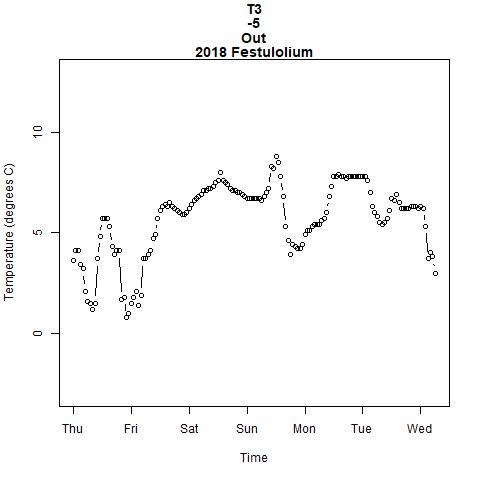 T3
-5
Out
2018 Festulolium
Temperature (degrees C)
10
5
0
Thu Fri Sat Sun Mon Tue Wed
Time